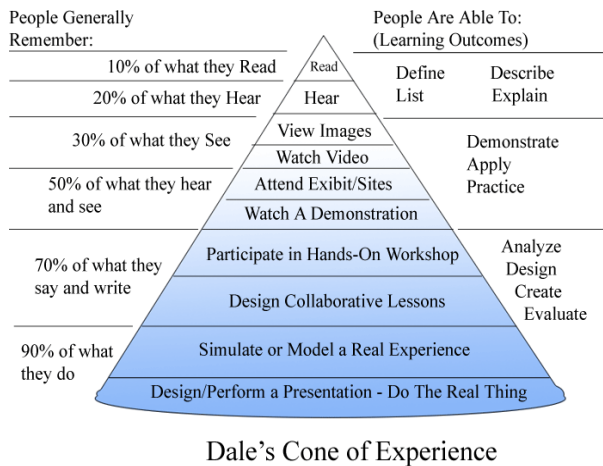 People Generally
Remember:
People Are Able To:
(Learning Outcomes)
10% of what they Read
Read
Define
Describe
List
Explain
20% of what they Hear
Hear
30% of what they See
View Images
Watch Video
Demonstrate
Apply
Practice
50% of what they hear
and see
Attend Exibit/Sites
Watch A Demonstration
70% of what they
say and write
Participate in Hands-On Workshop
Design Collaborative Lessons
Analyze
Design
Create
Evaluate
90% of what
they do
Simulate or Model a Real Experience
Design/Perform a Presentation - Do The Real Thing
Dale's Cone of Experience